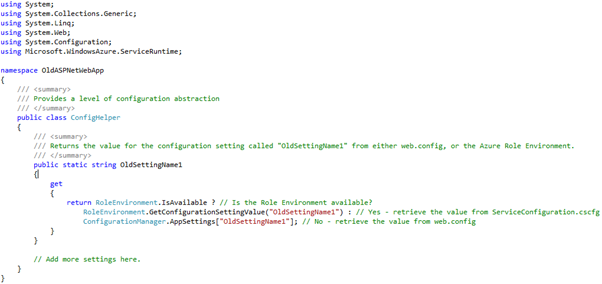 using System;
using System.Collections.Generic;
using System.Linq;
using System.Web;
using System.Configuration;
using Microsoft.WindowsAzure.ServiceRuntime;
namespace OldASPNetWebApp
{
/// <summary>
/// Provides a level of configuration abstraction
/// </summary>
public class ConfigHelper
{
/// <summary>
/// Returns the value for the configuration setting called "OldSettingName1" from either web.config, or the Azure Role Environment.
/// </summary>
public static string OldSettingName1
{
get
{
return RoleEnvironment.IsAvailable ? // Is the Role Environment available?
RoleEnvironment.GetConfigurationSettingValue("OldSettingName1") : // Yes - retrieve the value from ServiceConfiguration.cscfg
ConfigurationManager.AppSettings["OldSettingName1"]; // No - retrieve the value from web.config
}
}
// Add more settings here.
}
}